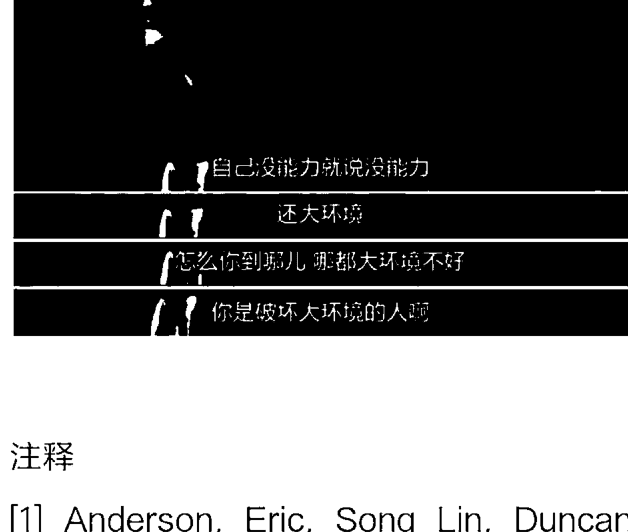 自己没能力就说没能力
还大环境
怎么你到哪儿 哪都大环境不好
你是破坏大环境的人啊
注释
[1] Anderson, Eric, Song Lin, Duncan